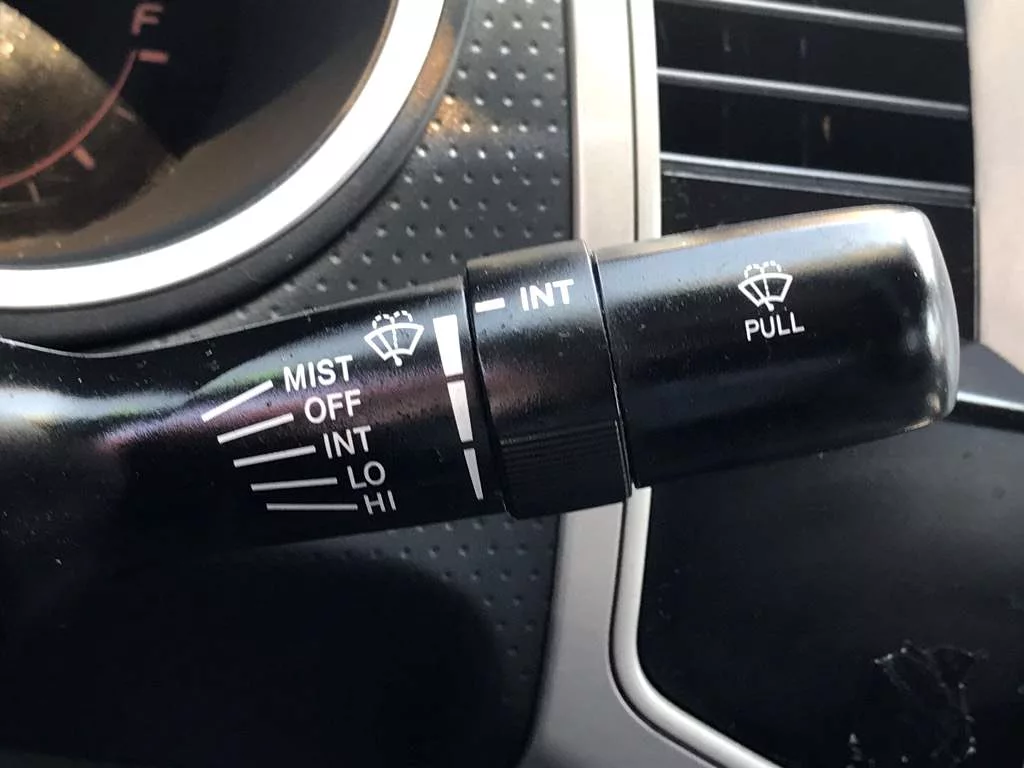 F
INT
PULL
MIST
OFF
INT
LO
HI